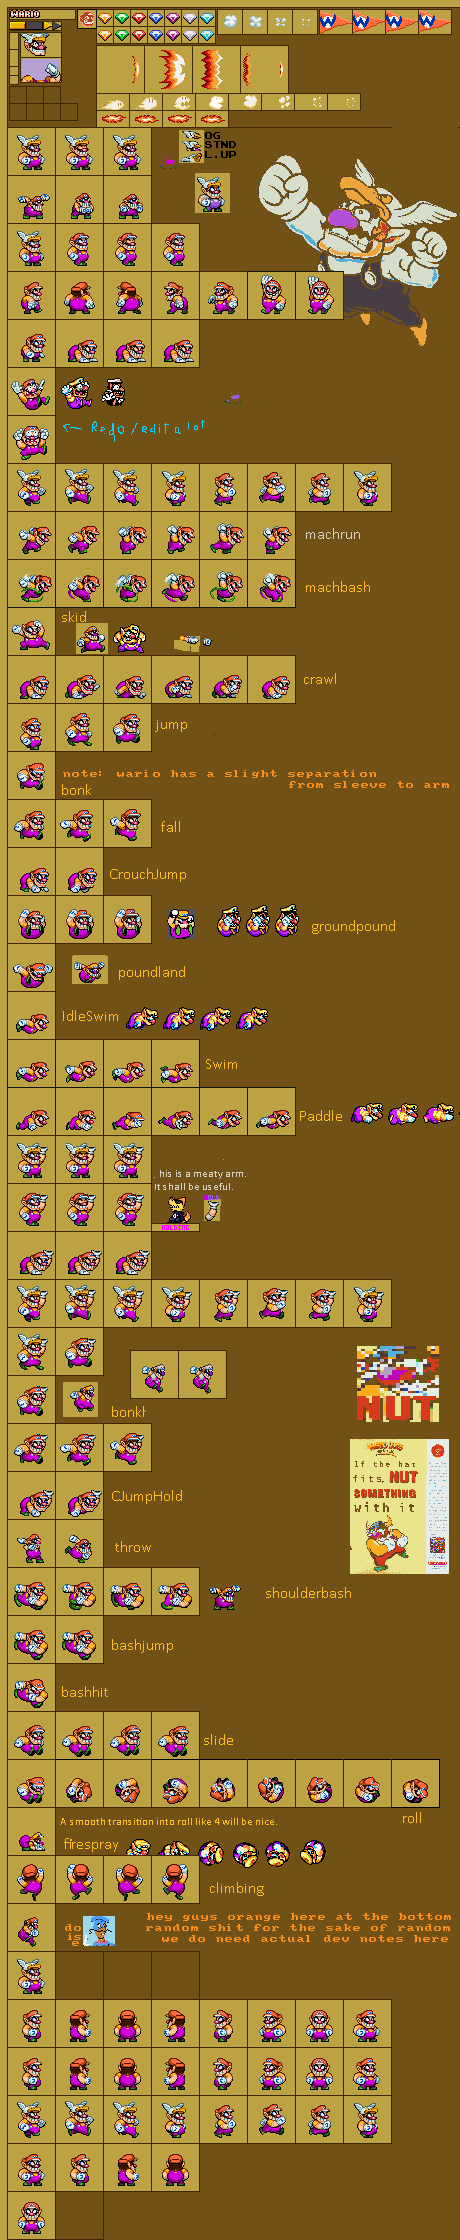 WARIO
W W W W
OG
STND
L.UP
<- Redo/edit a lot
machrun
machbash
skid
crawl
jump
note: wario has a slight separation
from sleeve to arm
bonk
fall
CrouchJump
groundpound
poundland
IdleSwim
Swim
Paddle
his is a meaty arm.
It shall be useful.
HOLDING
NUT
bonkh
If the hat
fits, NUT
SOMETHING
with it
CJumpHold
throw
shoulderbash
bashjump
bashhit
slide
roll
A smooth transition into roll like 4 will be nice.
firespray
climbing
hey guys orange here at the bottom
do random shit for the sake of random
is we do need actual dev notes here
e